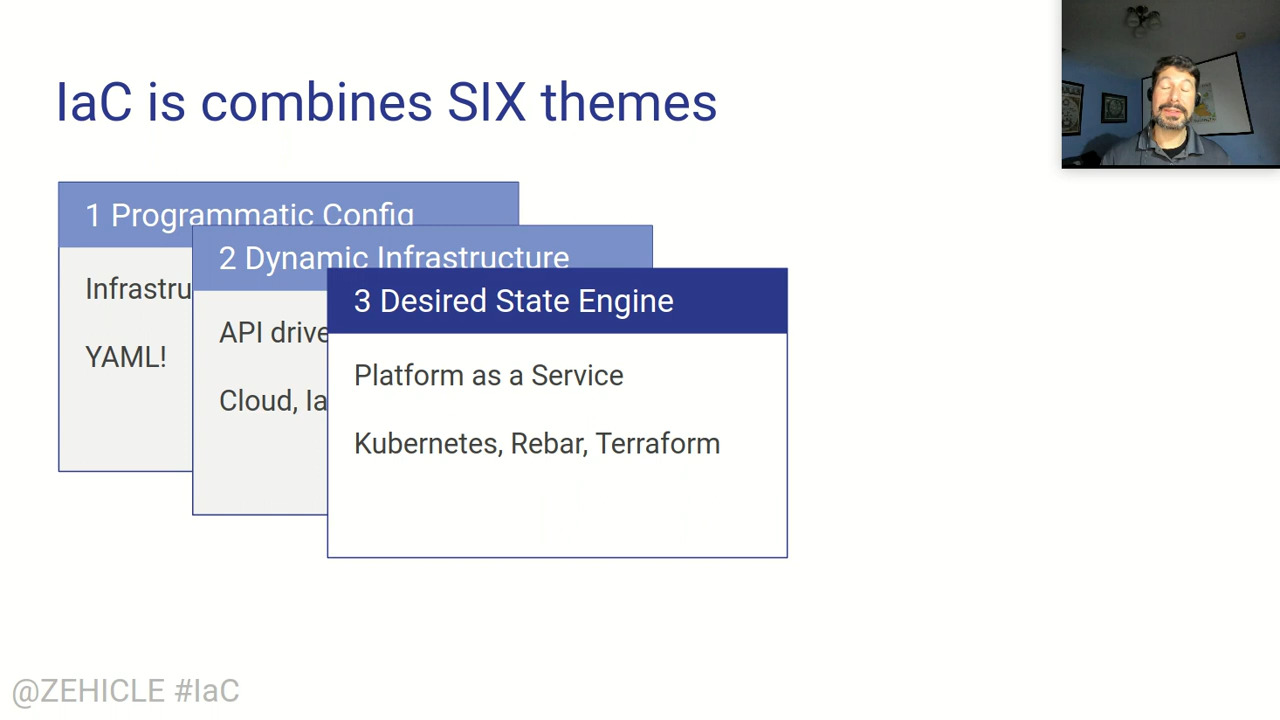 IaC is combines SIX themes
1 Programmatic Config
Infrastru
YAML!
2 Dynamic Infrastructure
API drive
Cloud, Ia
3 Desired State Engine
Platform as a Service
Kubernetes, Rebar, Terraform
@ZEHICLE #IaC